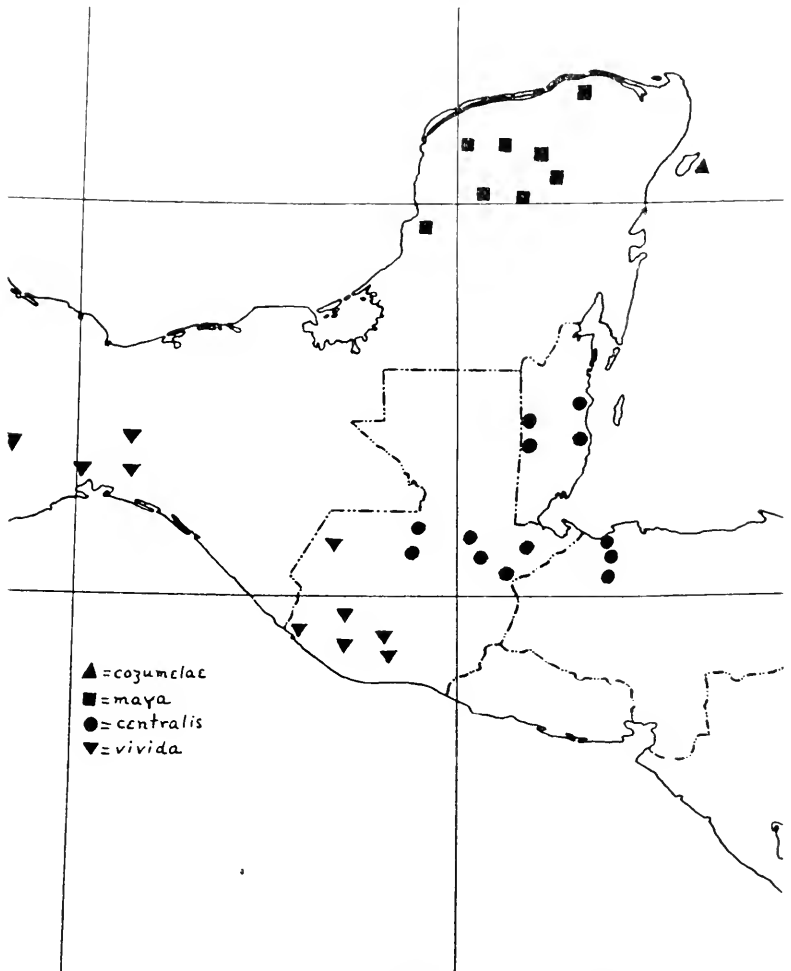 ▲ = cozumelae
■ = maya
● = centralis
▼ = vivida